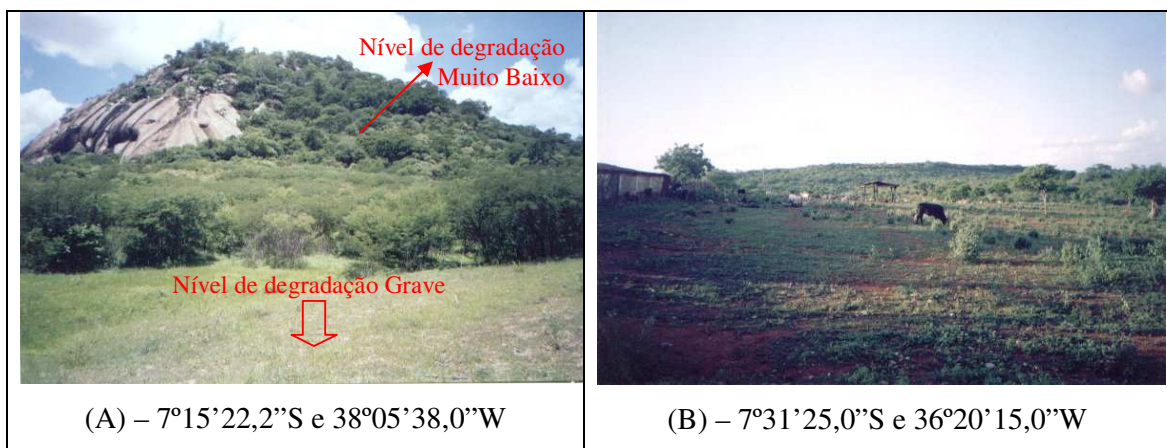 Nível de degradação
Muito Baixo
Nível de degradação Grave
(A) – 7º15’22,2”S e 38º05’38,0”W
(B) – 7º31’25,0”S e 36º20’15,0”W